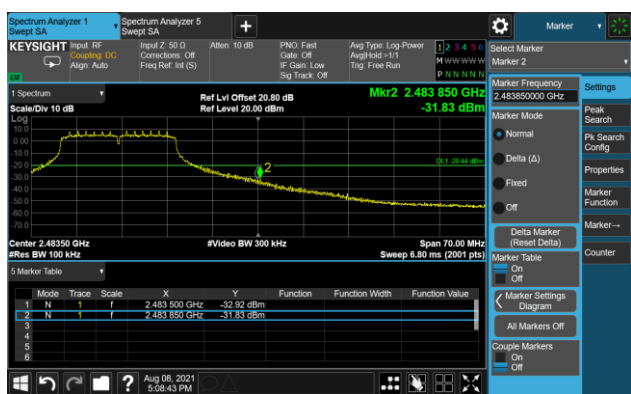 Spectrum Analyzer 1
Swept SA
Spectrum Analyzer 5
Swept SA
+
Marker
KEYSIGHT
Input: RF
Coupling: DC
Align: Auto
Input Z: 50 Ω
Corrections: Off
Freq Ref: Int (S)
Atten: 10 dB
PNO: Fast
Gate: Off
IF Gain: Low
Sig Track: Off
Avg Type: Log-Power
Avg|Hold:>1/1
Trig: Free Run
1 2 3 4 5 6
M W W W W W
P N N N N N
Select Marker
Marker 2
LXI
1 Spectrum
Scale/Div 10 dB
Ref Lvl Offset 20.80 dB
Ref Level 20.00 dBm
Mkr2 2.483 850 GHz
-31.83 dBm
Log
10.0
0.00
-10.0
-20.0
-30.0
-40.0
-50.0
-60.0
-70.0
2
DL1 -20.44 dBm
Center 2.48350 GHz
#Res BW 100 kHz
#Video BW 300 kHz
Span 70.00 MHz
Sweep 6.80 ms (2001 pts)
5 Marker Table
Mode Trace Scale X Y Function Function Width Function Value
1 N 1 f 2.483 500 GHz -32.92 dBm
2 N 1 f 2.483 850 GHz -31.83 dBm
3
4
5
6
Marker Frequency
2.483850000 GHz
Marker Mode
Normal
Delta (Δ)
Fixed
Off
Delta Marker
(Reset Delta)
Marker Table
On
Off
Marker Settings
Diagram
All Markers Off
Couple Markers
On
Off
Settings
Peak
Search
Pk Search
Config
Properties
Marker
Function
Marker→
Counter
?
Aug 08, 2021
5:08:43 PM